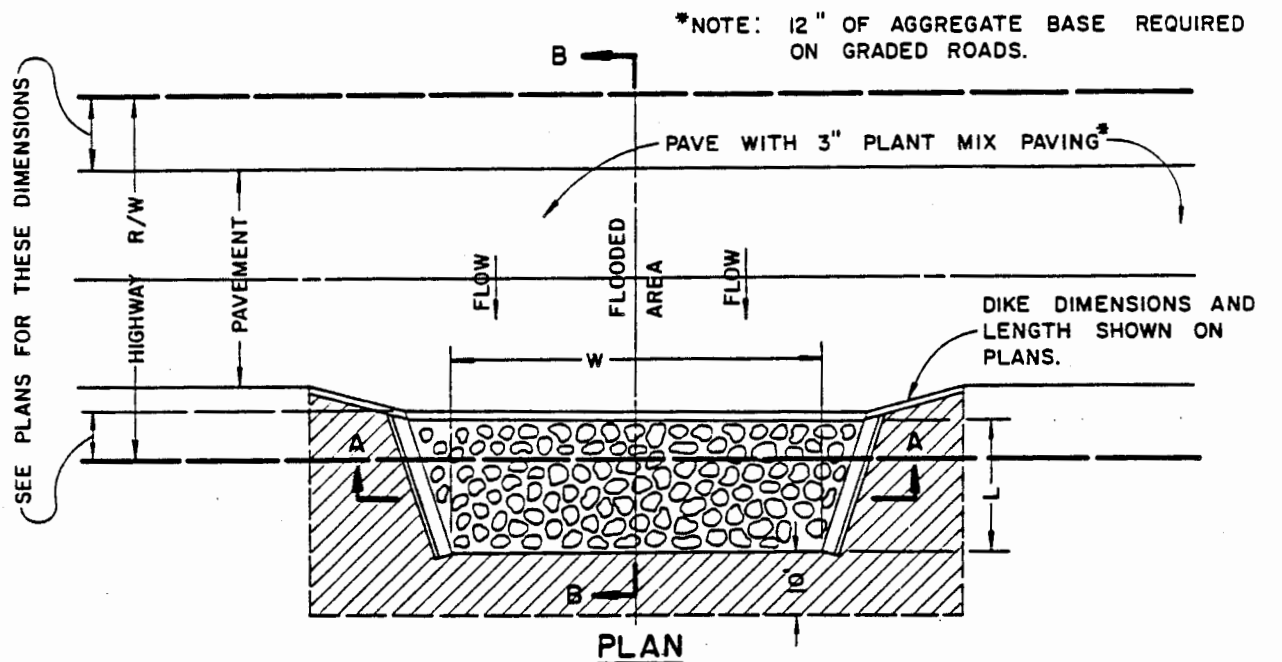 *NOTE: 12" OF AGGREGATE BASE REQUIRED
ON GRADED ROADS.
B
SEE PLANS FOR THESE DIMENSIONS
PAVE WITH 3" PLANT MIX PAVING*
HIGHWAY R/W
PAVEMENT
FLOW
FLOODED
AREA
FLOW
DIKE DIMENSIONS AND
LENGTH SHOWN ON
PLANS.
W
A
A
L
B
10'
PLAN